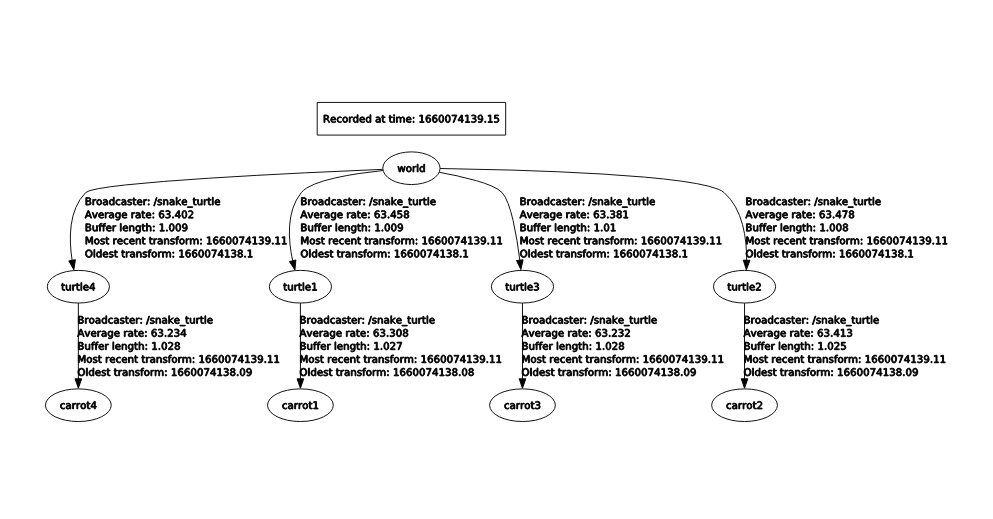 Recorded at time: 1660074139.15
world
Broadcaster: /snake_turtle
Average rate: 63.402
Buffer length: 1.009
Most recent transform: 1660074139.11
Oldest transform: 1660074138.1
Broadcaster: /snake_turtle
Average rate: 63.458
Buffer length: 1.009
Most recent transform: 1660074139.11
Oldest transform: 1660074138.1
Broadcaster: /snake_turtle
Average rate: 63.381
Buffer length: 1.01
Most recent transform: 1660074139.11
Oldest transform: 1660074138.1
Broadcaster: /snake_turtle
Average rate: 63.478
Buffer length: 1.008
Most recent transform: 1660074139.11
Oldest transform: 1660074138.1
turtle4
turtle1
turtle3
turtle2
Broadcaster: /snake_turtle
Average rate: 63.234
Buffer length: 1.028
Most recent transform: 1660074139.11
Oldest transform: 1660074138.09
Broadcaster: /snake_turtle
Average rate: 63.308
Buffer length: 1.027
Most recent transform: 1660074139.11
Oldest transform: 1660074138.08
Broadcaster: /snake_turtle
Average rate: 63.232
Buffer length: 1.028
Most recent transform: 1660074139.11
Oldest transform: 1660074138.09
Broadcaster: /snake_turtle
Average rate: 63.413
Buffer length: 1.025
Most recent transform: 1660074139.11
Oldest transform: 1660074138.09
carrot4
carrot1
carrot3
carrot2